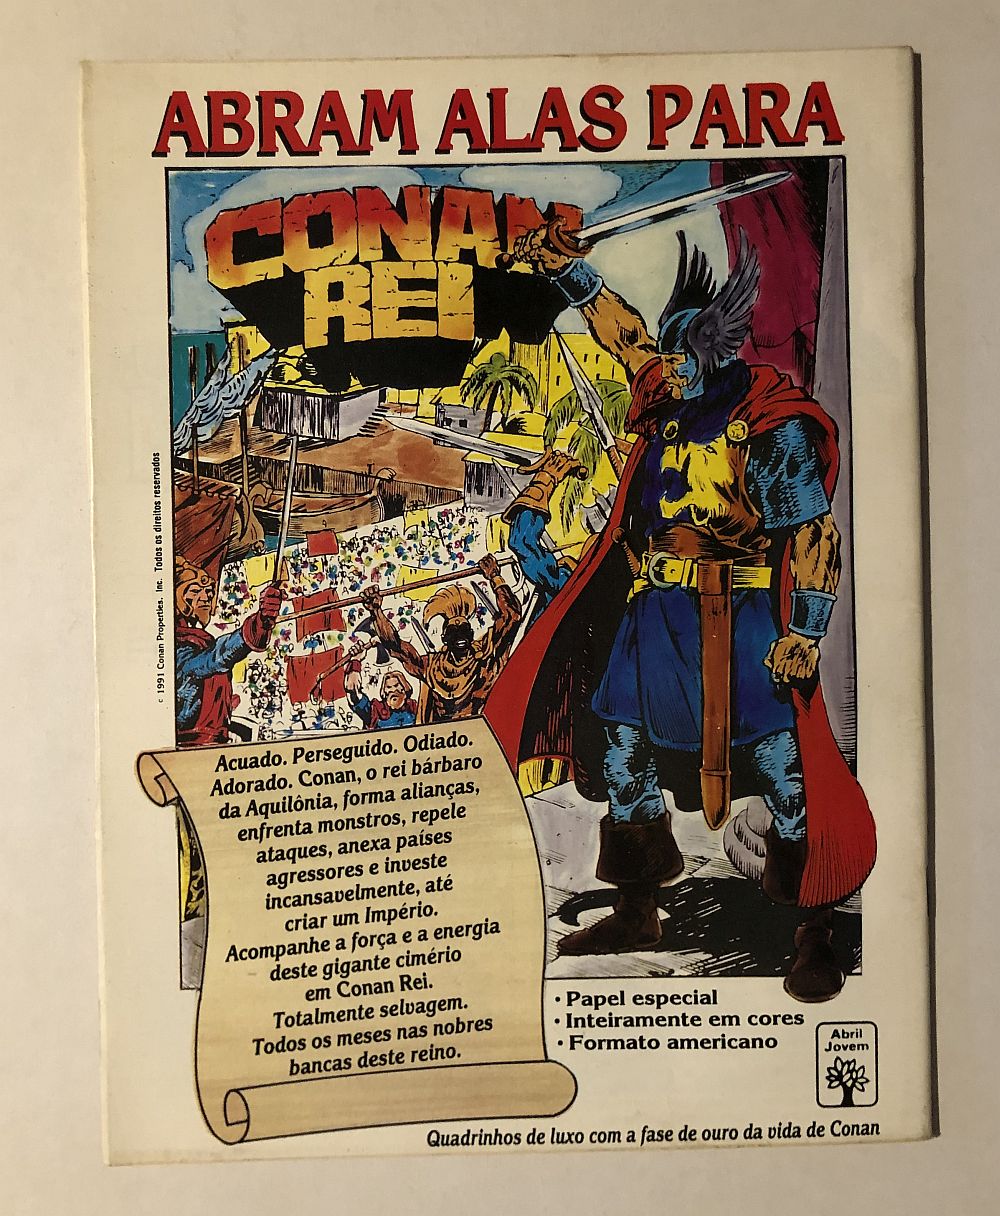 ABRAM ALAS PARA
CONAN
REI
c 1991 Conan Properties. Inc. Todos os direitos reservados
Acuado. Perseguido. Odiado.
Adorado. Conan, o rei bárbaro
da Aquilônia, forma alianças,
enfrenta monstros, repele
ataques, anexa países
agressores e investe
incansavelmente, até
criar um Império.
Acompanhe a força e a energia
deste gigante cimério
em Conan Rei.
Totalmente selvagem.
Todos os meses nas nobres
bancas deste reino.
• Papel especial
• Inteiramente em cores
• Formato americano
Abril
Jovem
Quadrinhos de luxo com a fase de ouro da vida de Conan